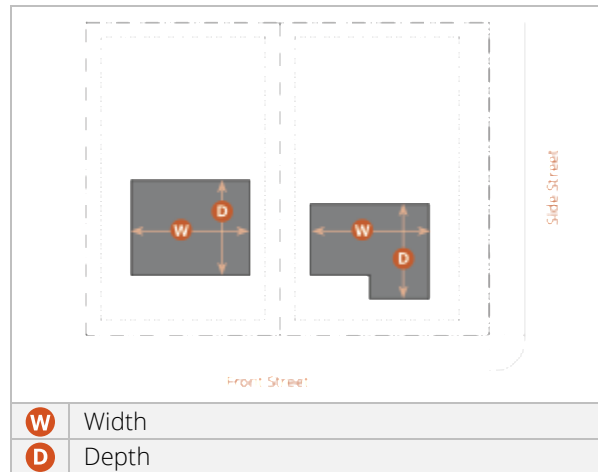 D
W
W
D
Side Street
Front Street
W Width
D Depth